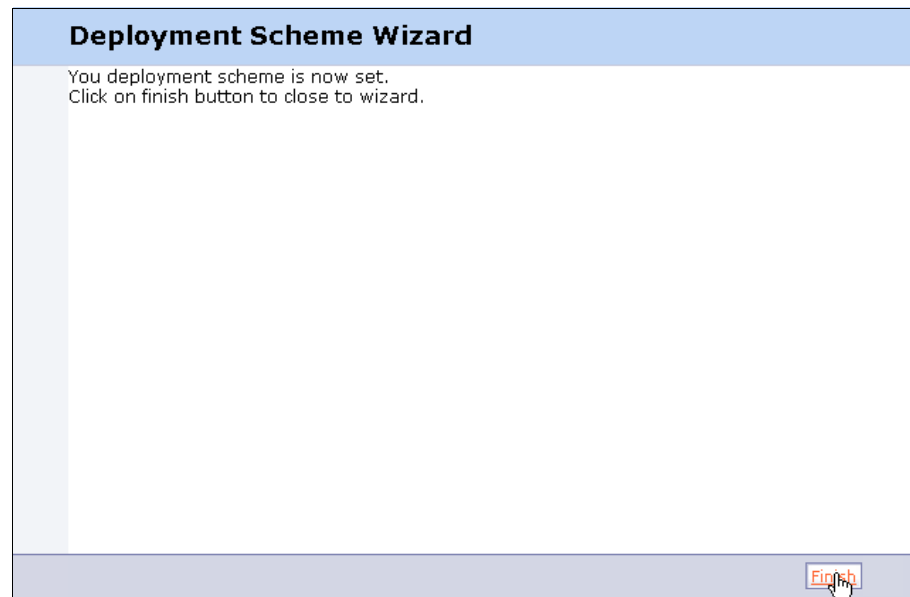 Deployment Scheme Wizard
You deployment scheme is now set.
Click on finish button to close to wizard.
Finish